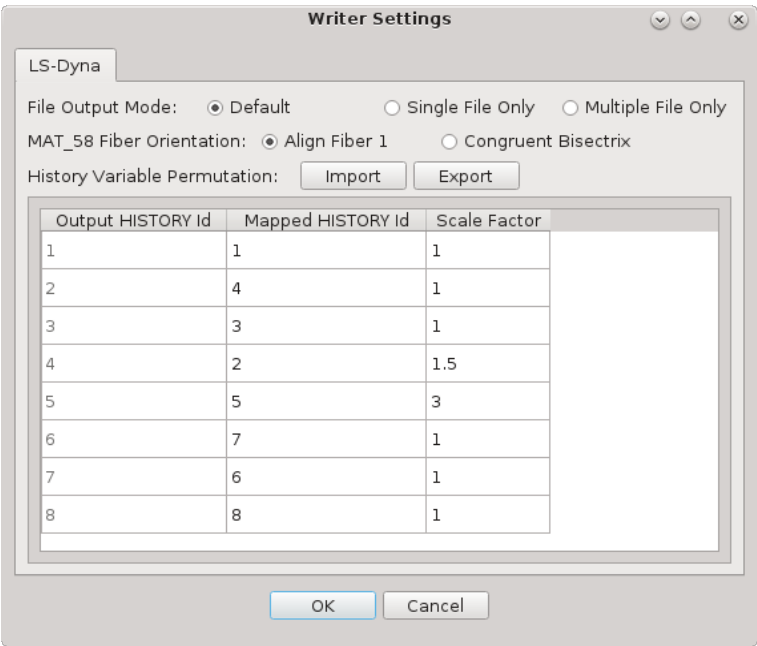 Writer Settings
LS-Dyna
File Output Mode: Default Single File Only Multiple File Only
MAT_58 Fiber Orientation: Align Fiber 1 Congruent Bisectrix
History Variable Permutation: Import Export
Output HISTORY Id Mapped HISTORY Id Scale Factor
1 1 1
2 4 1
3 3 1
4 2 1.5
5 5 3
6 7 1
7 6 1
8 8 1
OK Cancel